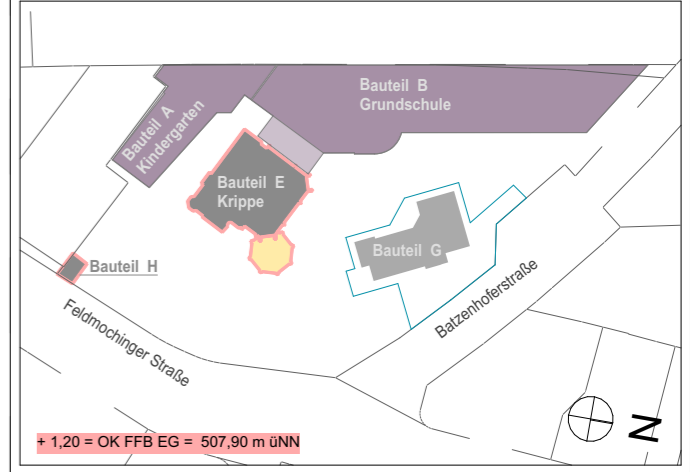 Bauteil B
Grundschule
Bauteil A
Kindergarten
Bauteil E
Krippe
Bauteil G
Bauteil H
Feldmochinger Straße
Batzenhoferstraße
N
+ 1,20 = OK FFB EG = 507,90 m üNN